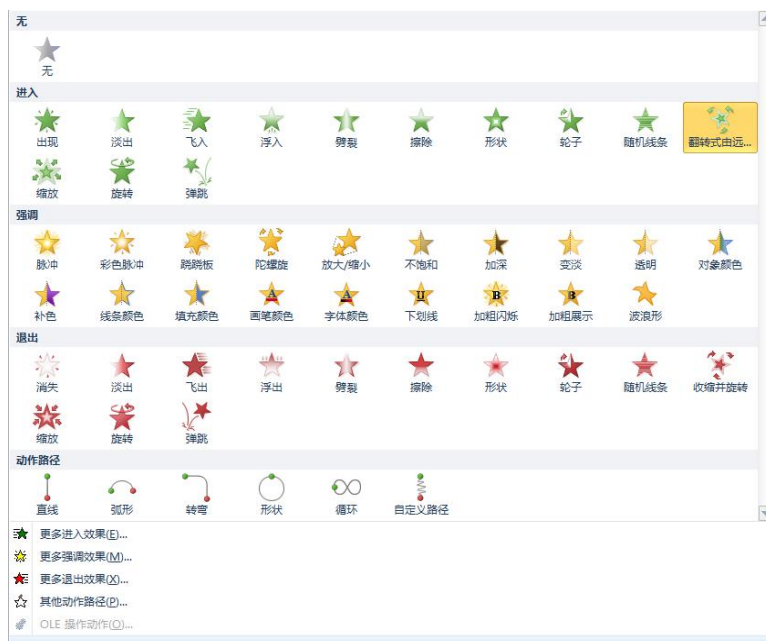 无
无
进入
出现 淡出 飞入 浮入 劈裂 擦除 形状 轮子 随机线条 翻转式由远...
缩放 旋转 弹跳
强调
脉冲 彩色脉冲 跷跷板 陀螺旋 放大/缩小 不饱和 加深 变淡 透明 对象颜色
补色 线条颜色 填充颜色 画笔颜色 字体颜色 下划线 加粗闪烁 加粗展示 波浪形
退出
消失 淡出 飞出 浮出 劈裂 擦除 形状 轮子 随机线条 收缩并旋转
缩放 旋转 弹跳
动作路径
直线 弧形 转弯 形状 循环 自定义路径
更多进入效果(E)...
更多强调效果(M)...
更多退出效果(X)...
其他动作路径(P)...
OLE 操作动作(O)...